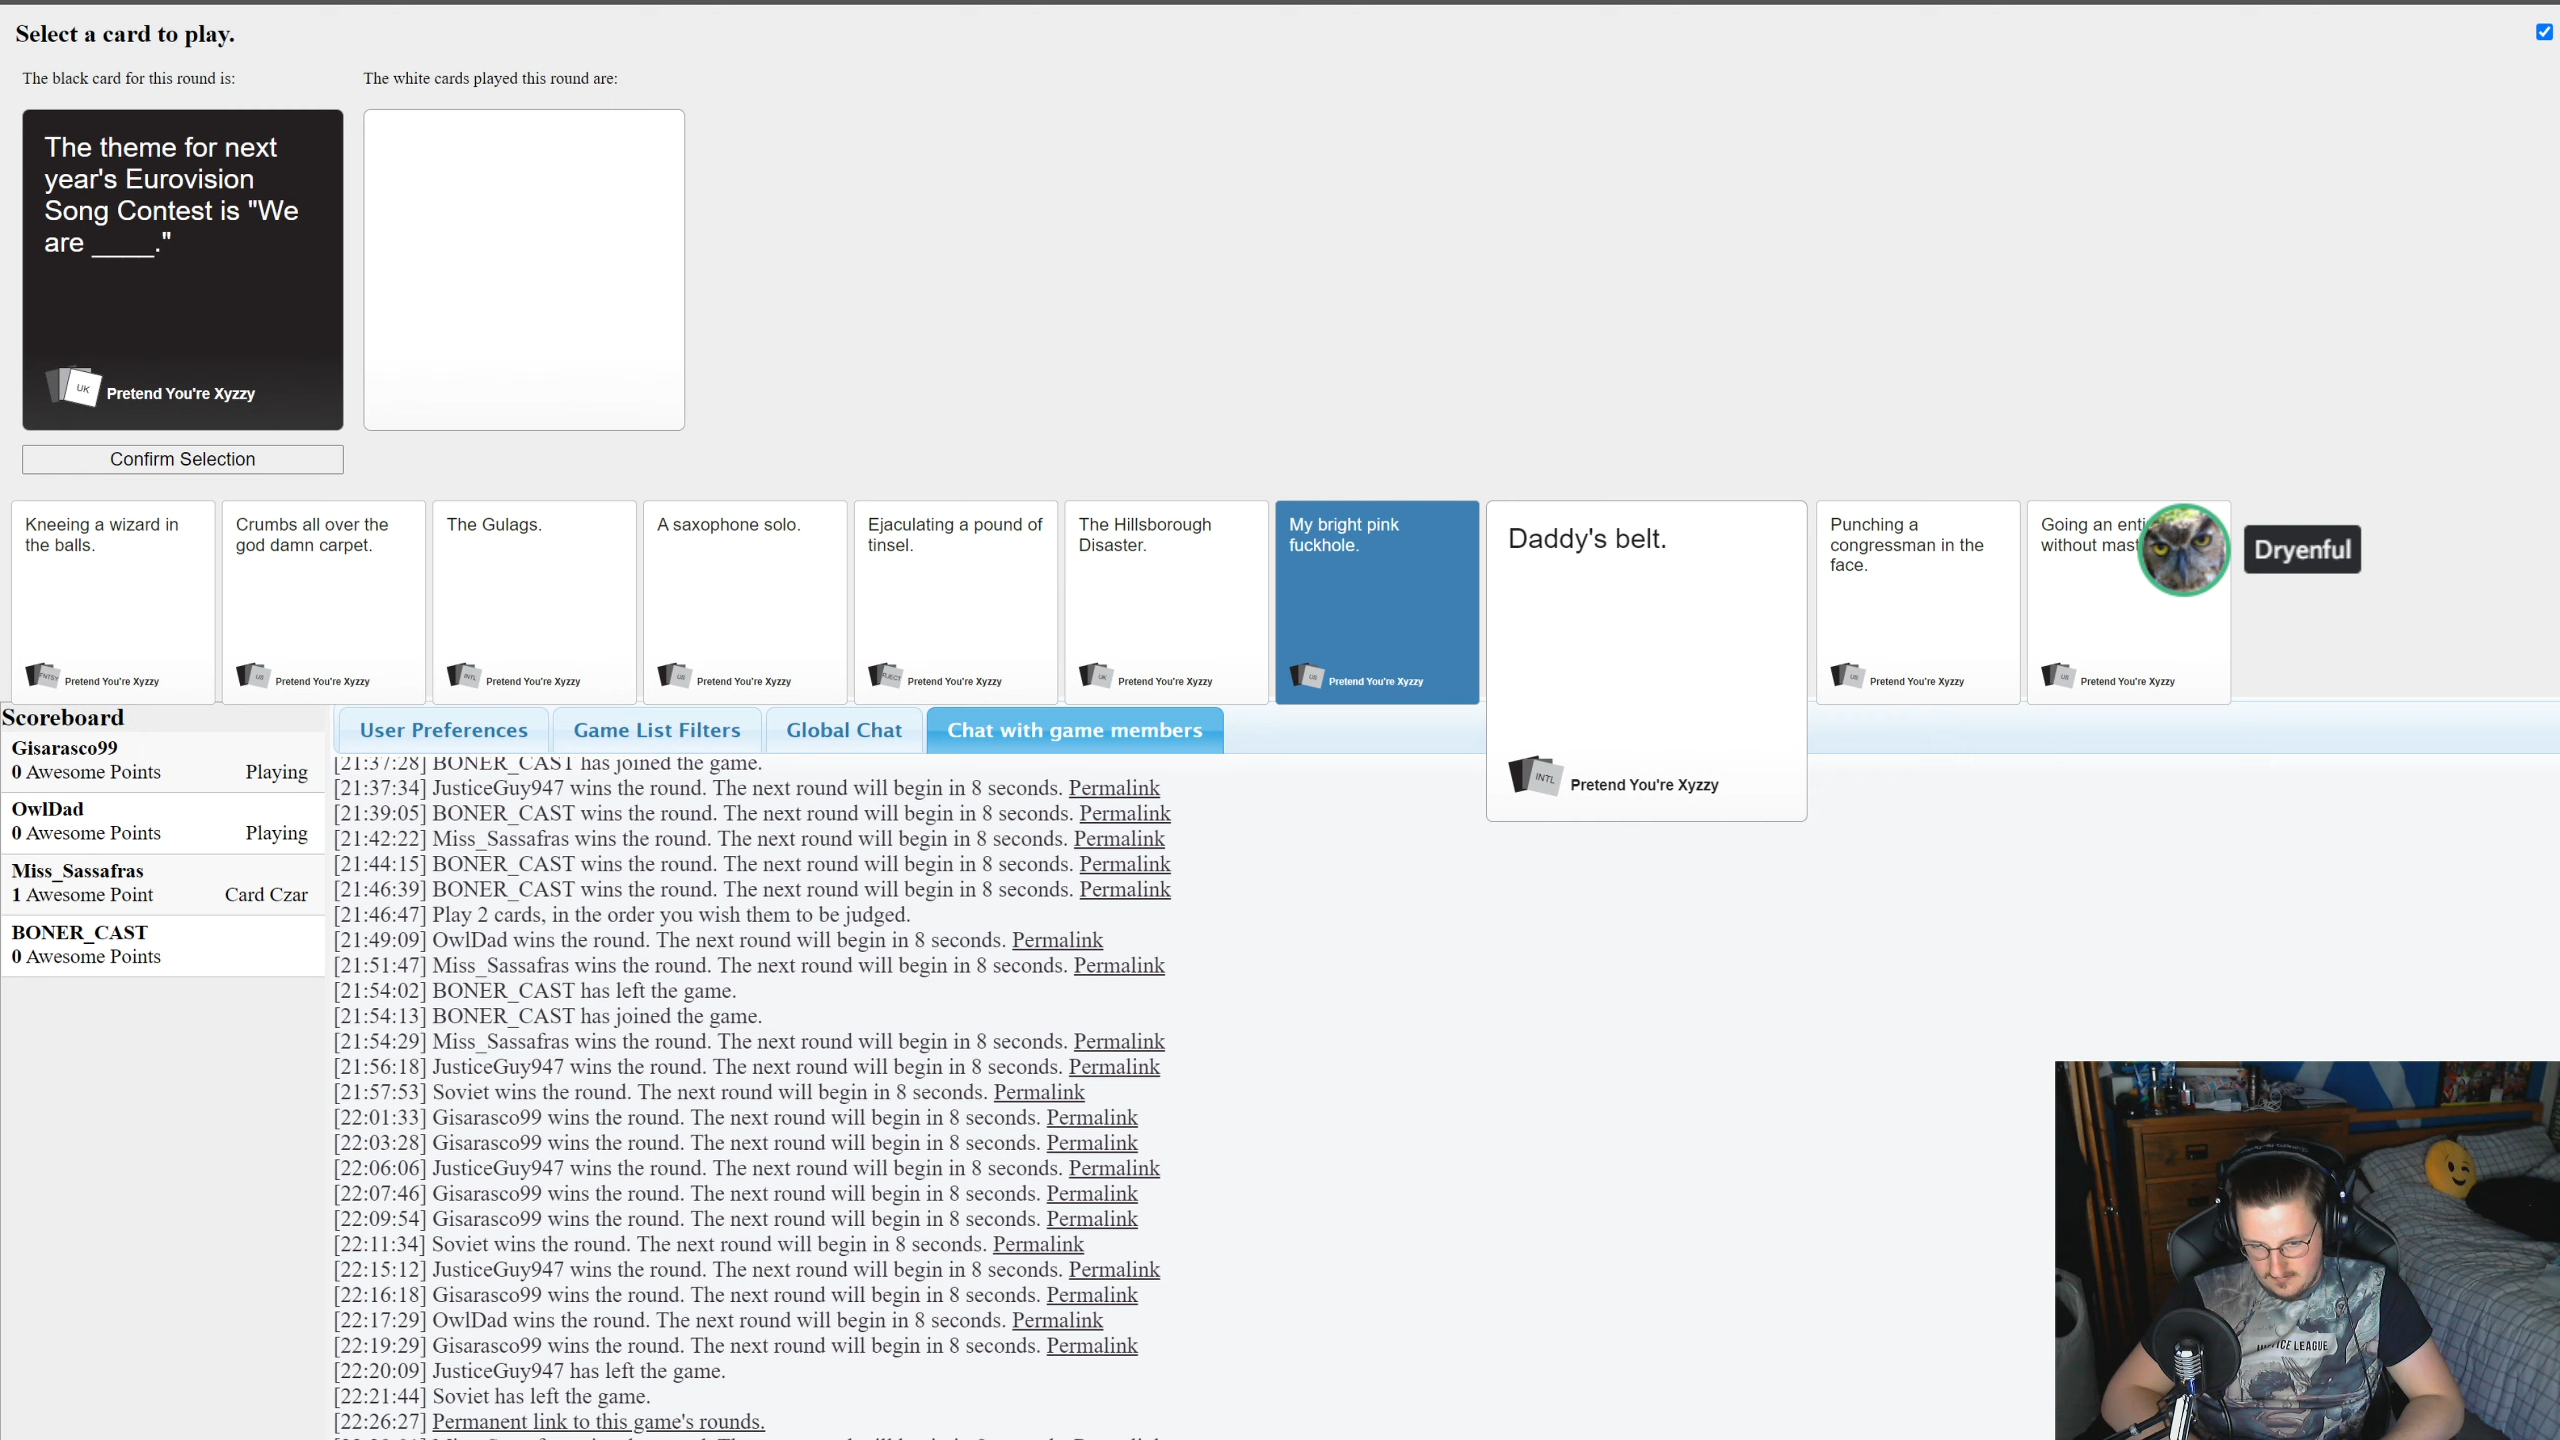 Select a card to play.
The black card for this round is:
The white cards played this round are:
The theme for next
year's Eurovision
Song Contest is "We
are ____."
UK
Pretend You're Xyzzy
Confirm Selection
Kneeing a wizard in
the balls.
FNTSY
Pretend You're Xyzzy
Crumbs all over the
god damn carpet.
US
Pretend You're Xyzzy
The Gulags.
INTL
Pretend You're Xyzzy
A saxophone solo.
US
Pretend You're Xyzzy
Ejaculating a pound of
tinsel.
RJECT
Pretend You're Xyzzy
The Hillsborough
Disaster.
UK
Pretend You're Xyzzy
My bright pink
fuckhole.
US
Pretend You're Xyzzy
Daddy's belt.
INTL
Pretend You're Xyzzy
Punching a
congressman in the
face.
US
Pretend You're Xyzzy
Going an
without
US
Pretend You're Xyzzy
Dryenful
Scoreboard
Gisarasco99
0 Awesome Points Playing
OwlDad
0 Awesome Points Playing
Miss_Sassafras
1 Awesome Point Card Czar
BONER_CAST
0 Awesome Points
User Preferences
Game List Filters
Global Chat
Chat with game members
[21:37:28] BONER_CAST has joined the game.
[21:37:34] JusticeGuy947 wins the round. The next round will begin in 8 seconds. Permalink
[21:39:05] BONER_CAST wins the round. The next round will begin in 8 seconds. Permalink
[21:42:22] Miss_Sassafras wins the round. The next round will begin in 8 seconds. Permalink
[21:44:15] BONER_CAST wins the round. The next round will begin in 8 seconds. Permalink
[21:46:39] BONER_CAST wins the round. The next round will begin in 8 seconds. Permalink
[21:46:47] Play 2 cards, in the order you wish them to be judged.
[21:49:09] OwlDad wins the round. The next round will begin in 8 seconds. Permalink
[21:51:47] Miss_Sassafras wins the round. The next round will begin in 8 seconds. Permalink
[21:54:02] BONER_CAST has left the game.
[21:54:13] BONER_CAST has joined the game.
[21:54:29] Miss_Sassafras wins the round. The next round will begin in 8 seconds. Permalink
[21:56:18] JusticeGuy947 wins the round. The next round will begin in 8 seconds. Permalink
[21:57:53] Soviet wins the round. The next round will begin in 8 seconds. Permalink
[22:01:33] Gisarasco99 wins the round. The next round will begin in 8 seconds. Permalink
[22:03:28] Gisarasco99 wins the round. The next round will begin in 8 seconds. Permalink
[22:06:06] JusticeGuy947 wins the round. The next round will begin in 8 seconds. Permalink
[22:07:46] Gisarasco99 wins the round. The next round will begin in 8 seconds. Permalink
[22:09:54] Gisarasco99 wins the round. The next round will begin in 8 seconds. Permalink
[22:11:34] Soviet wins the round. The next round will begin in 8 seconds. Permalink
[22:15:12] JusticeGuy947 wins the round. The next round will begin in 8 seconds. Permalink
[22:16:18] Gisarasco99 wins the round. The next round will begin in 8 seconds. Permalink
[22:17:29] OwlDad wins the round. The next round will begin in 8 seconds. Permalink
[22:19:29] Gisarasco99 wins the round. The next round will begin in 8 seconds. Permalink
[22:20:09] JusticeGuy947 has left the game.
[22:21:44] Soviet has left the game.
[22:26:27] Permanent link to this game's rounds.
LEAGUE